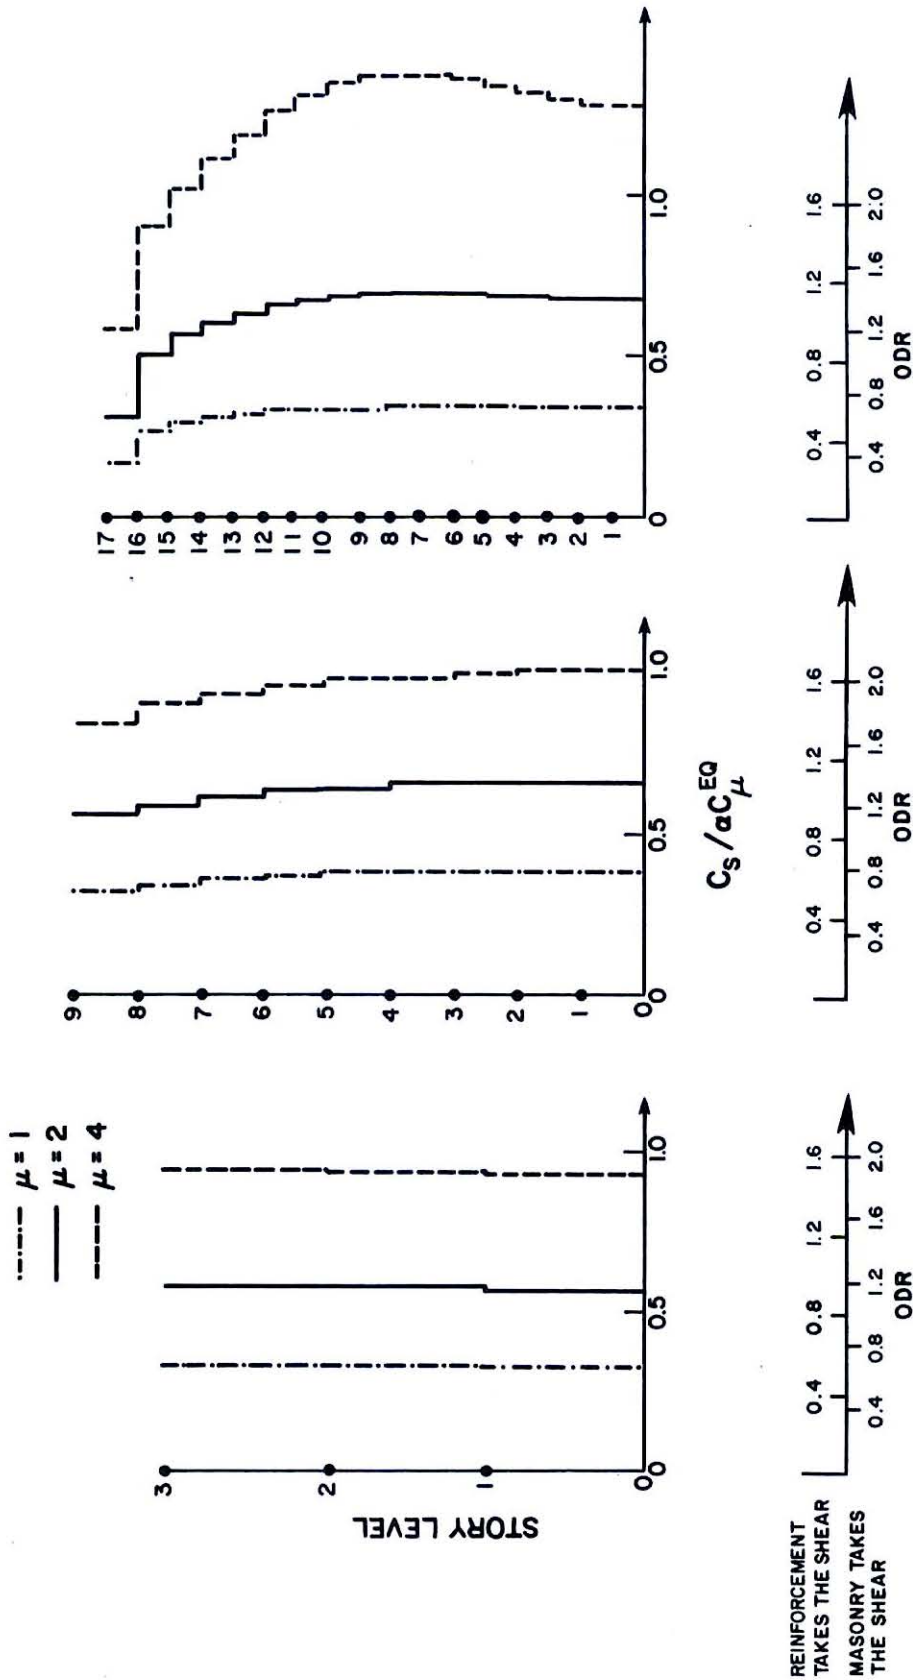 μ = 1
μ = 2
μ = 4
STORY LEVEL
3
2
1
0
0 0.5 1.0
9
8
7
6
5
4
3
2
1
0
0 0.5 1.0
17
16
15
14
13
12
11
10
9
8
7
6
5
4
3
2
1
0 0.5 1.0
C_S / αC_μ^EQ
REINFORCEMENT
TAKES THE SHEAR
MASONRY TAKES
THE SHEAR
0.4 0.8 1.2 1.6
0.4 0.8 1.2 1.6 2.0
ODR
0.4 0.8 1.2 1.6
0.4 0.8 1.2 1.6 2.0
ODR
0.4 0.8 1.2 1.6
0.4 0.8 1.2 1.6 2.0
ODR